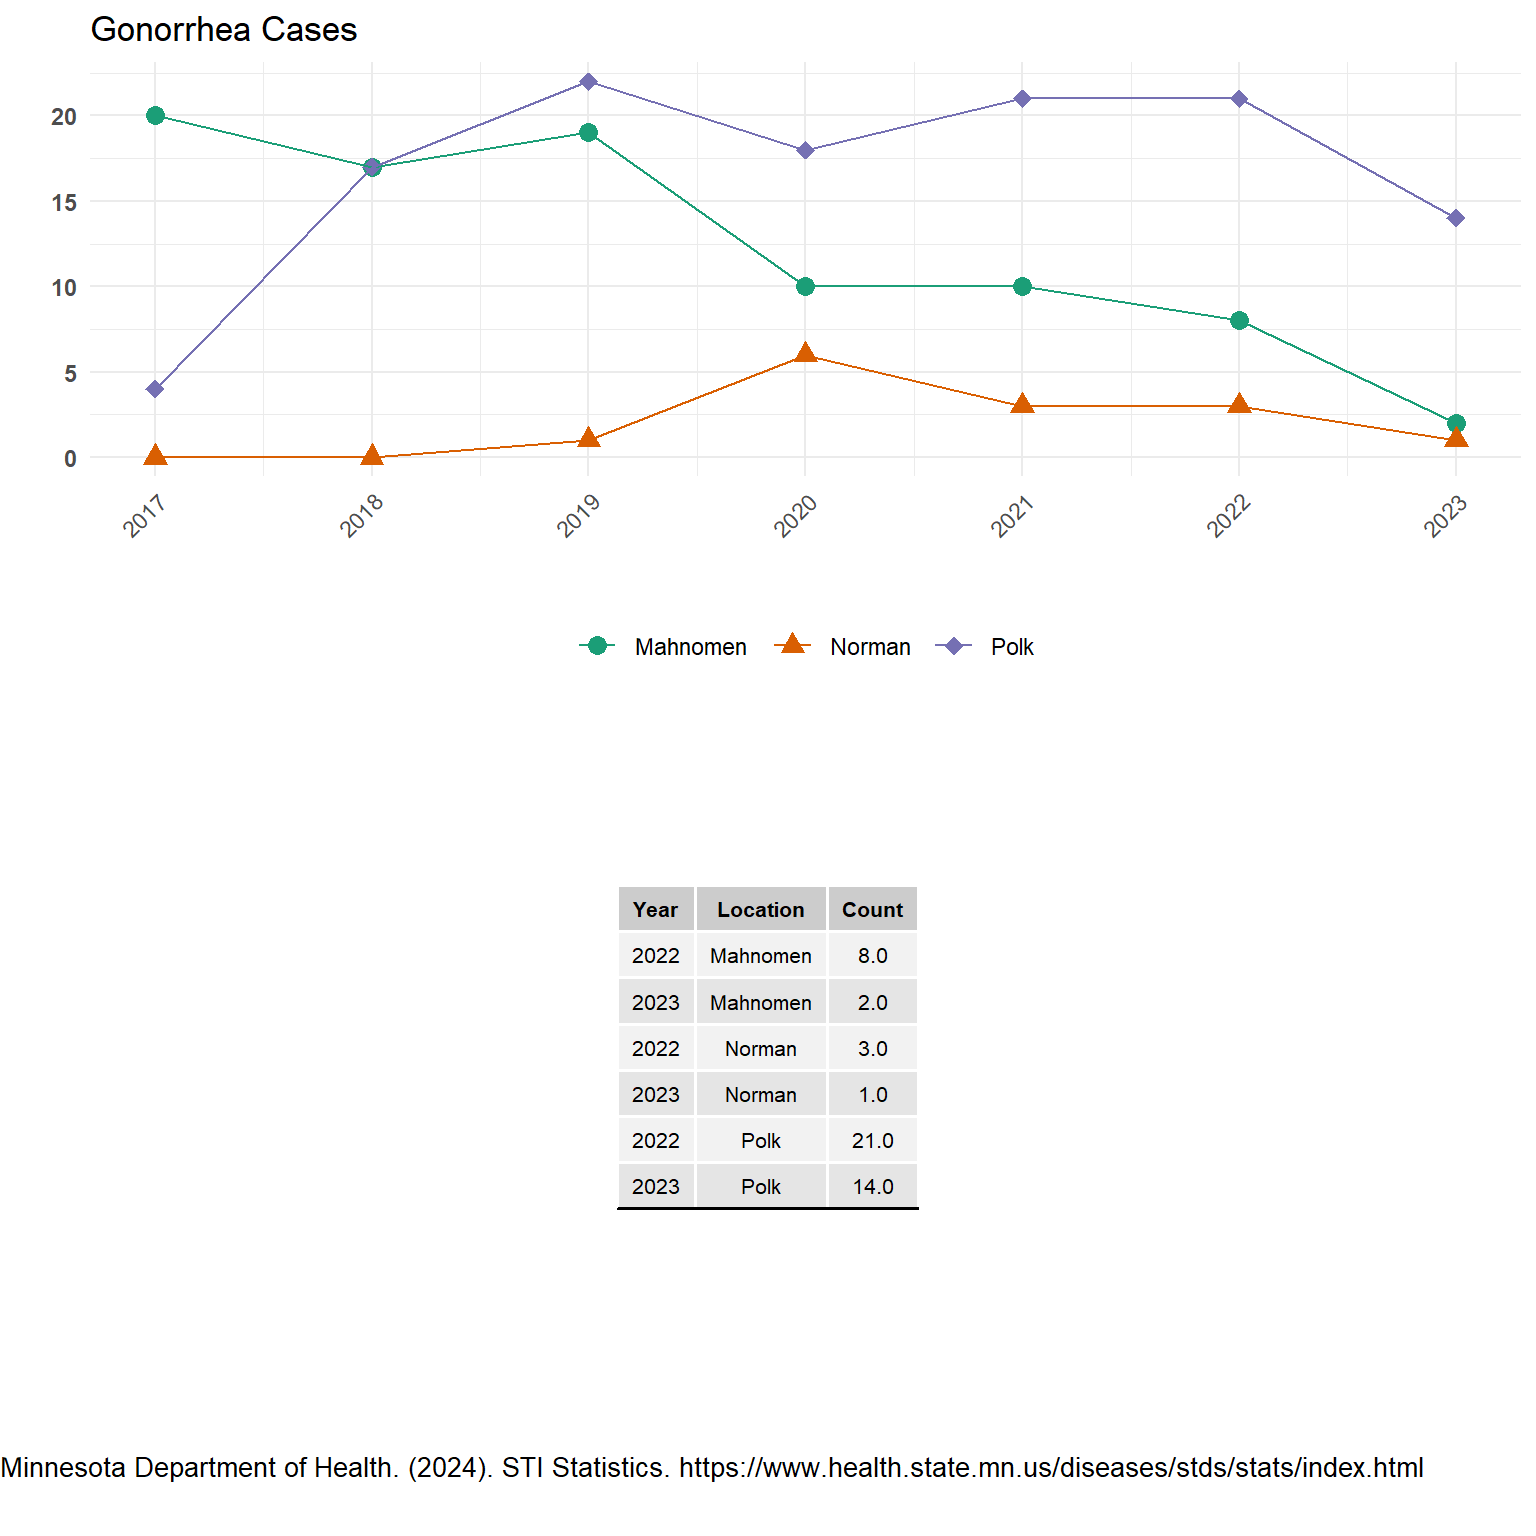 Gonorrhea Cases
20
15
10
5
0
2017 2018 2019 2020 2021 2022 2023
Mahnomen Norman Polk
Year Location Count
2022 Mahnomen 8.0
2023 Mahnomen 2.0
2022 Norman 3.0
2023 Norman 1.0
2022 Polk 21.0
2023 Polk 14.0
Minnesota Department of Health. (2024). STI Statistics. https://www.health.state.mn.us/diseases/stds/stats/index.html